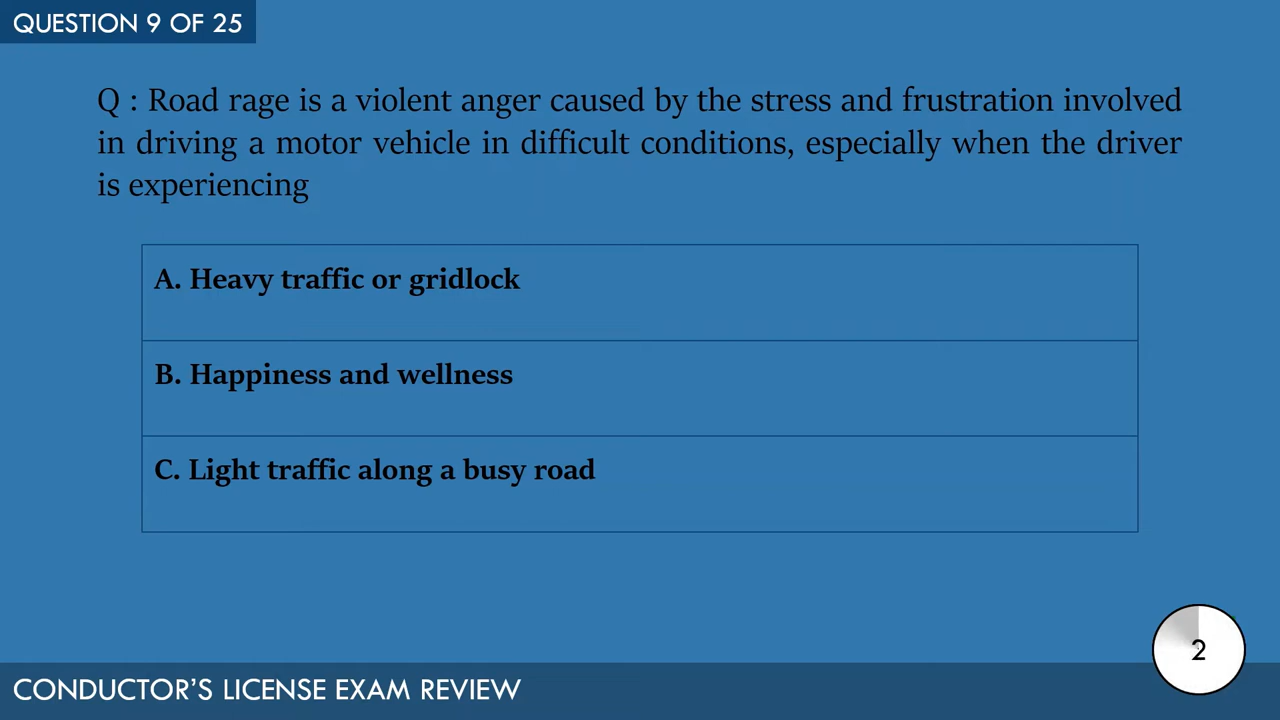 QUESTION 9 OF 25
Q : Road rage is a violent anger caused by the stress and frustration involved
in driving a motor vehicle in difficult conditions, especially when the driver
is experiencing
A. Heavy traffic or gridlock
B. Happiness and wellness
C. Light traffic along a busy road
2
CONDUCTOR'S LICENSE EXAM REVIEW